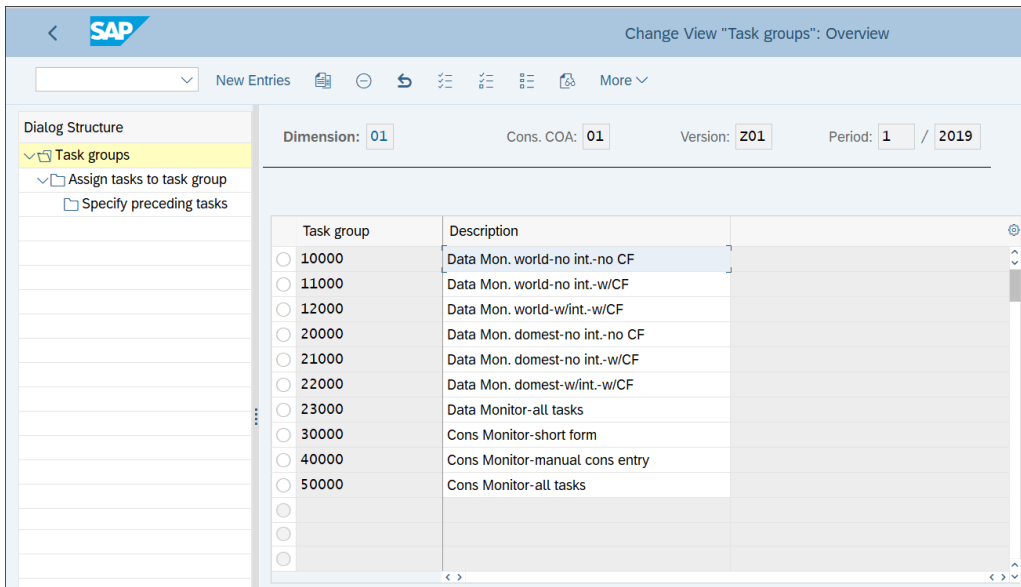 SAP
Change View "Task groups": Overview
New Entries
More
Dialog Structure
Task groups
Assign tasks to task group
Specify preceding tasks
Dimension: 01 Cons. COA: 01 Version: Z01 Period: 1 / 2019
Task group Description
10000 Data Mon. world-no int.-no CF
11000 Data Mon. world-no int.-w/CF
12000 Data Mon. world-w/int.-w/CF
20000 Data Mon. domest-no int.-no CF
21000 Data Mon. domest-no int.-w/CF
22000 Data Mon. domest-w/int.-w/CF
23000 Data Monitor-all tasks
30000 Cons Monitor-short form
40000 Cons Monitor-manual cons entry
50000 Cons Monitor-all tasks